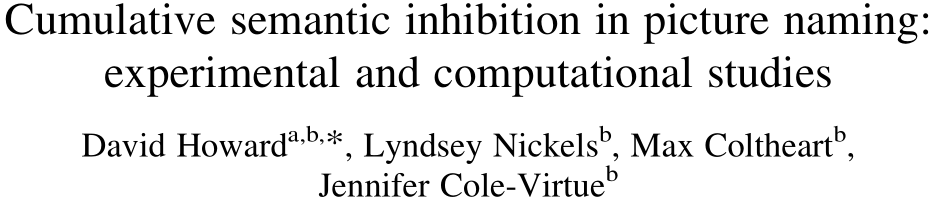 Cumulative semantic inhibition in picture naming:
experimental and computational studies
David Howardᵃ,ᵇ,*, Lyndsey Nickelsᵇ, Max Coltheartᵇ,
Jennifer Cole-Virtueᵇ